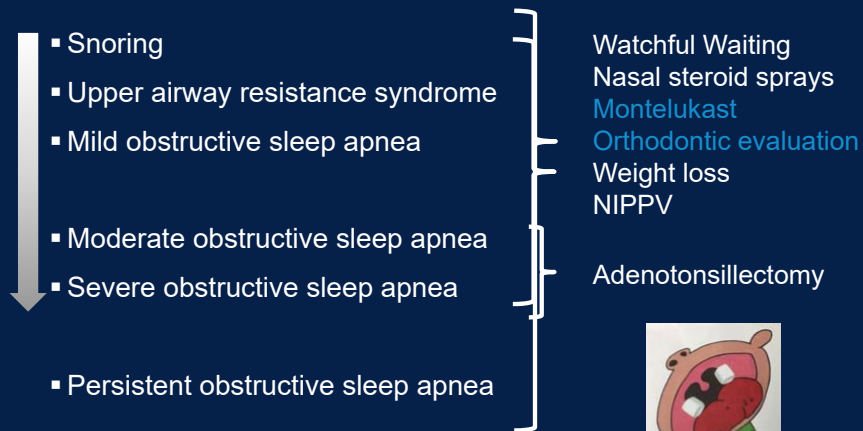 ▪ Snoring
▪ Upper airway resistance syndrome
▪ Mild obstructive sleep apnea
▪ Moderate obstructive sleep apnea
▪ Severe obstructive sleep apnea
▪ Persistent obstructive sleep apnea
Watchful Waiting
Nasal steroid sprays
Montelukast
Orthodontic evaluation
Weight loss
NIPPV
Adenotonsillectomy